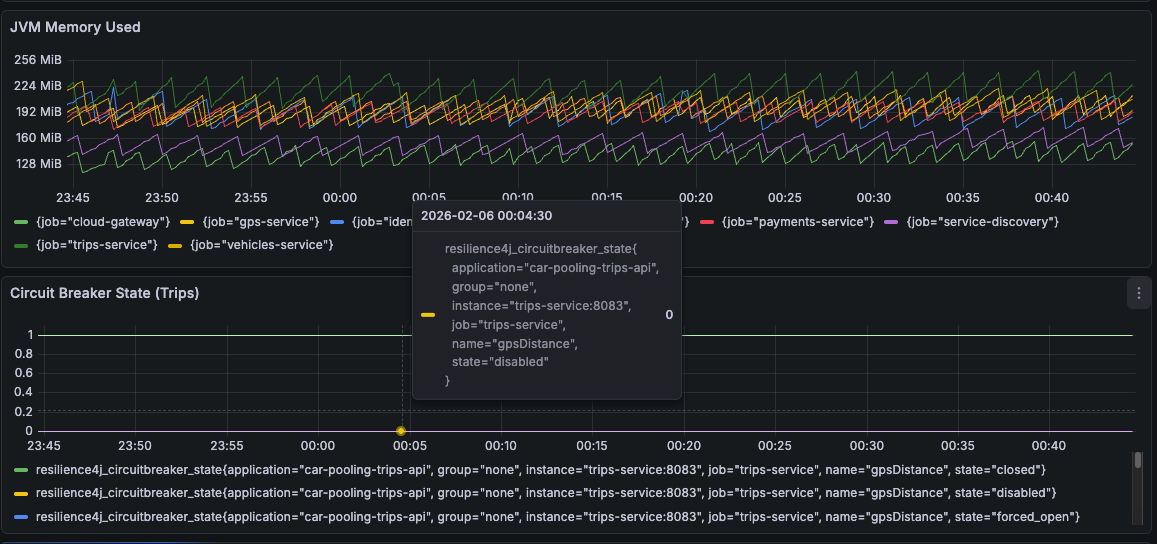 JVM Memory Used
256 MiB
224 MiB
192 MiB
160 MiB
128 MiB
23:45 23:50 23:55 00:00 00:05 00:10 00:15 00:20 00:25 00:30 00:35 00:40
{job="cloud-gateway"} {job="gps-service"} {job="iden "} {job="payments-service"} {job="service-discovery"}
{job="trips-service"} {job="vehicles-service"}
2026-02-06 00:04:30
resilience4j_circuitbreaker_state{
application="car-pooling-trips-api",
group="none",
instance="trips-service:8083",
job="trips-service",
name="gpsDistance",
state="disabled"
}
0
Circuit Breaker State (Trips)
1
0.8
0.6
0.4
0.2
0
23:45 23:50 23:55 00:00 00:05 00:10 00:15 00:20 00:25 00:30 00:35 00:40
resilience4j_circuitbreaker_state{application="car-pooling-trips-api", group="none", instance="trips-service:8083", job="trips-service", name="gpsDistance", state="closed"}
resilience4j_circuitbreaker_state{application="car-pooling-trips-api", group="none", instance="trips-service:8083", job="trips-service", name="gpsDistance", state="disabled"}
resilience4j_circuitbreaker_state{application="car-pooling-trips-api", group="none", instance="trips-service:8083", job="trips-service", name="gpsDistance", state="forced_open"}